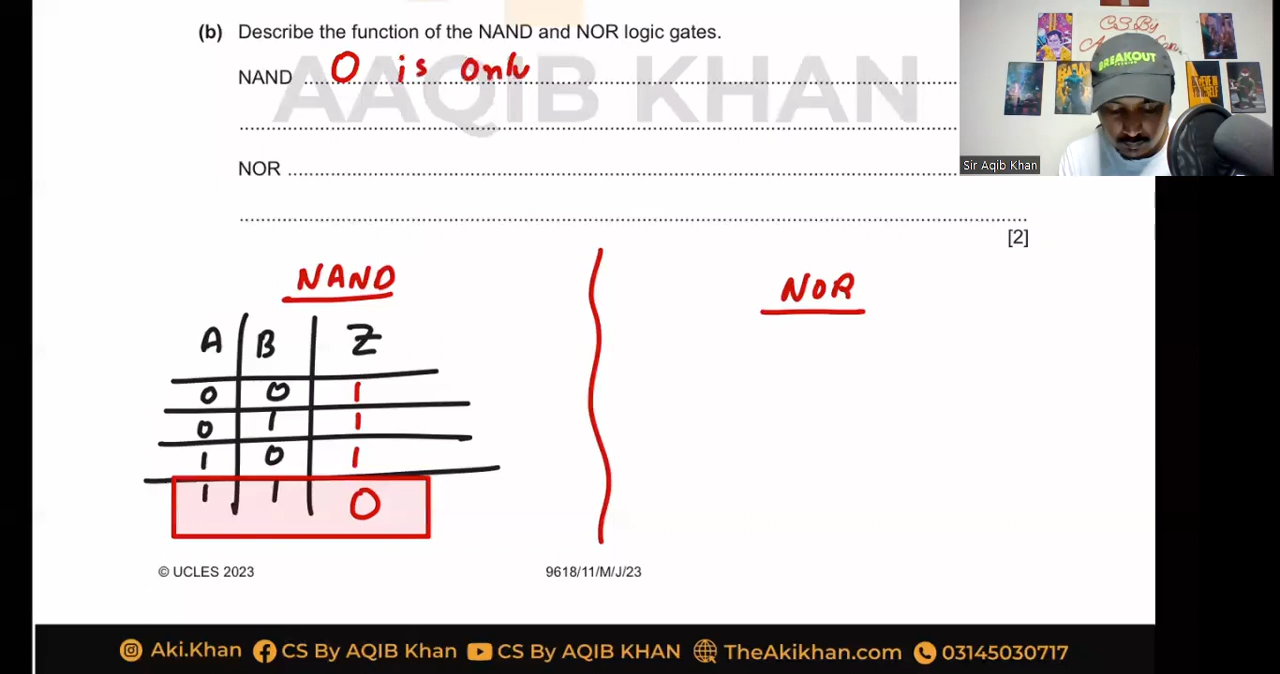 (b) Describe the function of the NAND and NOR logic gates.
NAND O is only
AAQIB KHAN
NOR
[2]
NAND
A B Z
0 0 1
0 1 1
1 0 1
1 1 0
NOR
© UCLES 2023 9618/11/M/J/23
BREAKOUT
Sir Aqib Khan
Aki.Khan CS By AQIB Khan CS By AQIB KHAN TheAkikhan.com 03145030717